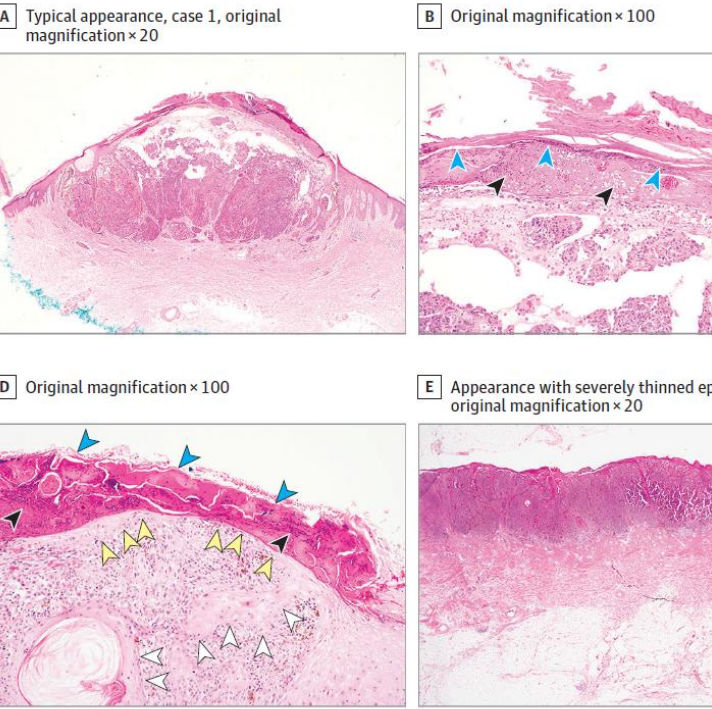 A Typical appearance, case 1, original
magnification × 20
B Original magnification × 100
D Original magnification × 100
E Appearance with severely thinned
original magnification × 20